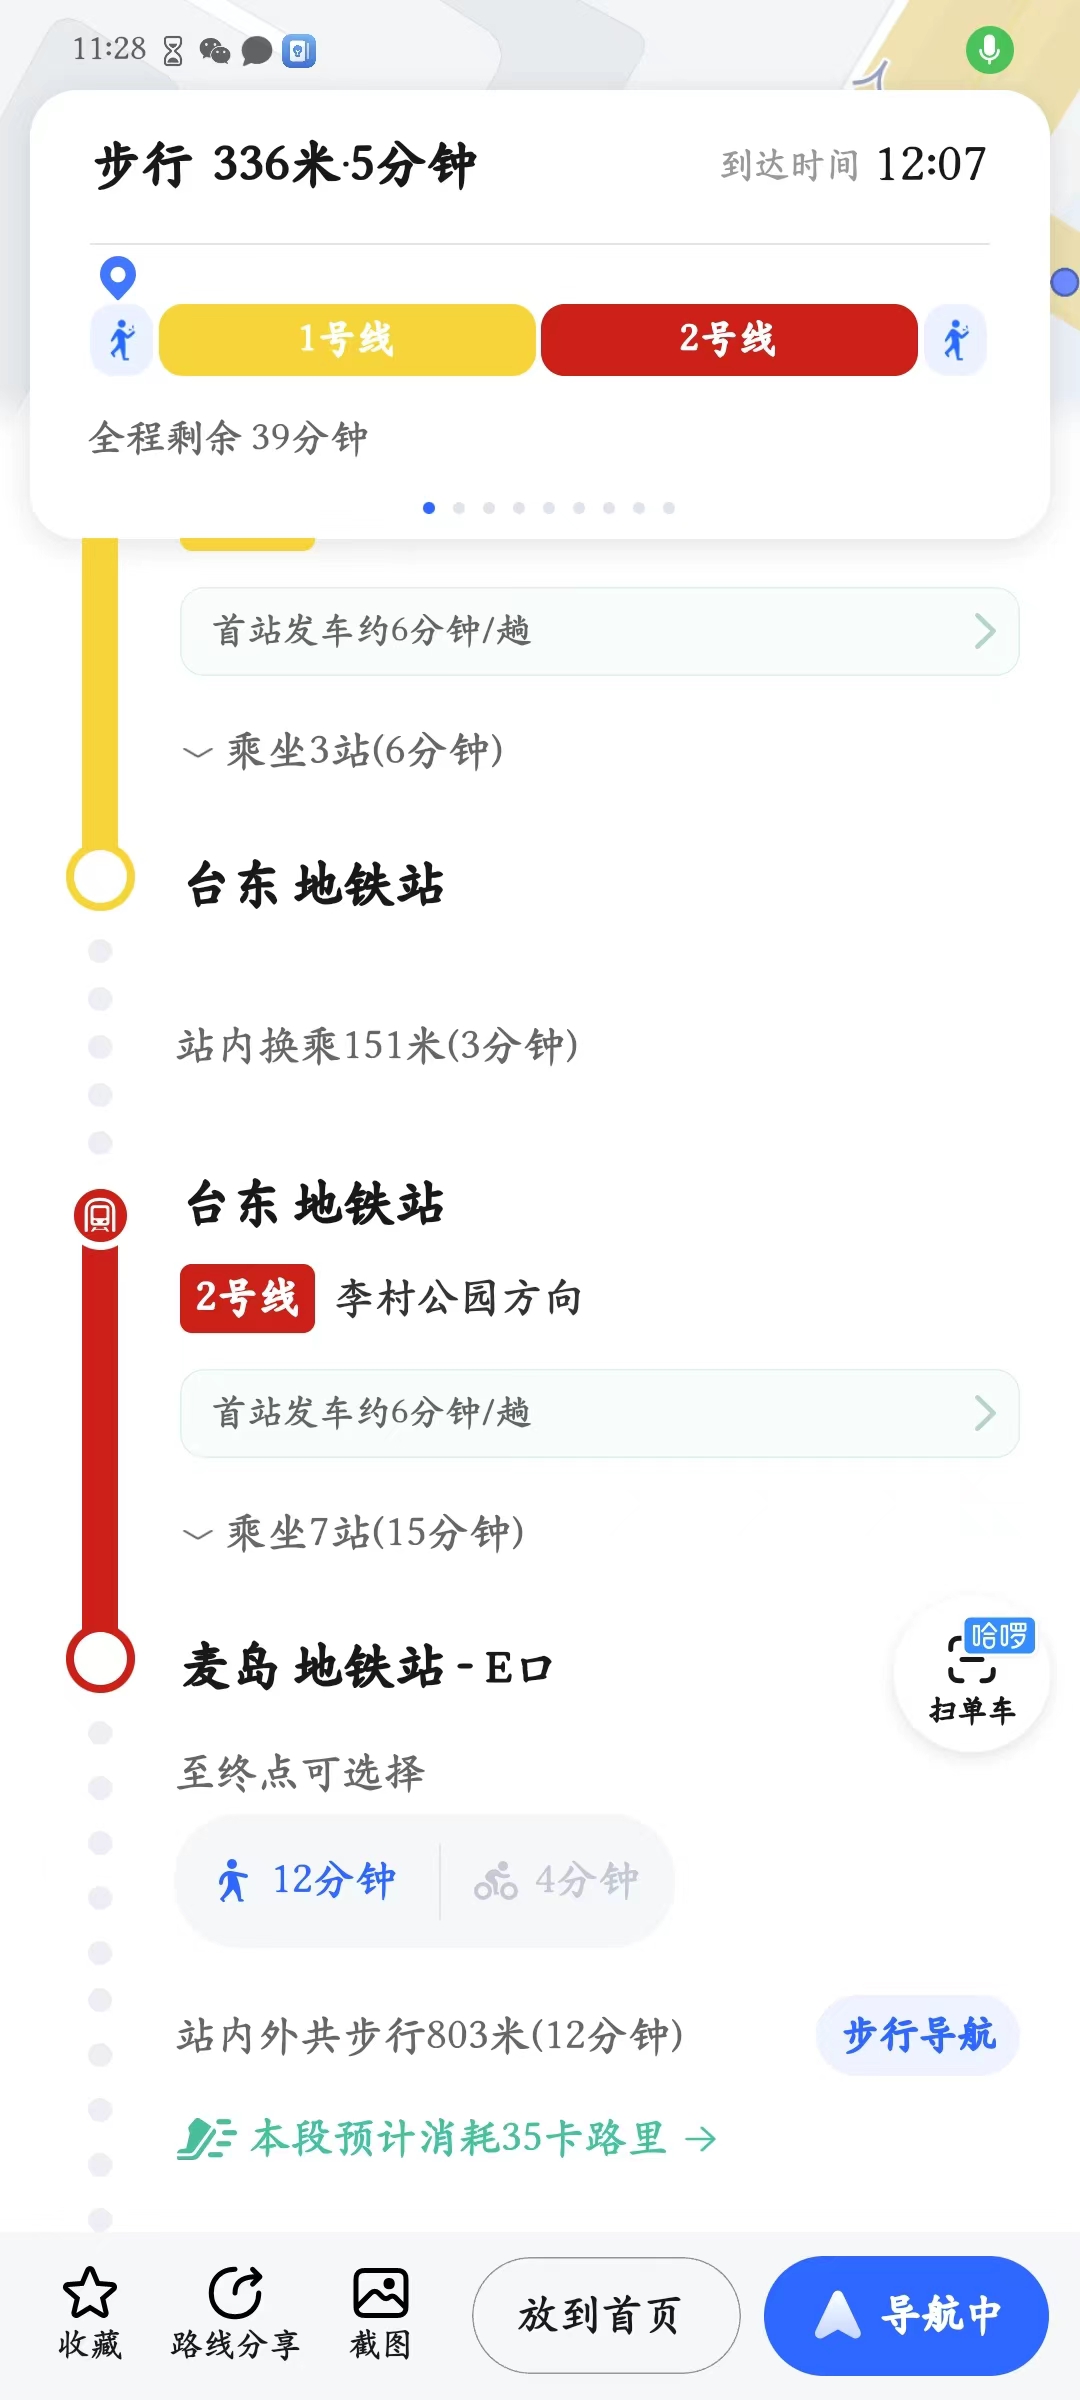 11:28
步行 336米·5分钟
到达时间 12:07
1号线
2号线
全程剩余 39分钟
首站发车约6分钟/趟
乘坐3站(6分钟)
台东 地铁站
站内换乘151米(3分钟)
台东 地铁站
2号线 李村公园方向
首站发车约6分钟/趟
乘坐7站(15分钟)
麦岛 地铁站 - E口
哈啰
扫单车
至终点可选择
12分钟
4分钟
站内外共步行803米(12分钟)
步行导航
本段预计消耗35卡路里 →
收藏
路线分享
截图
放到首页
导航中